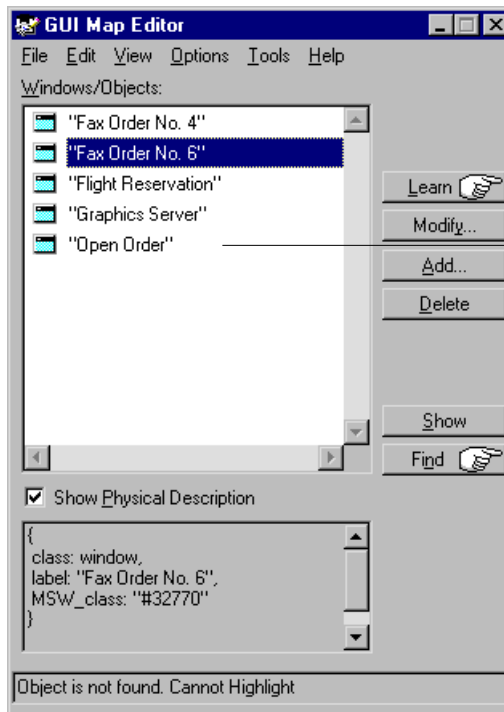 GUI Map Editor
File Edit View Options Tools Help
Windows/Objects:
"Fax Order No. 4"
"Fax Order No. 6"
"Flight Reservation"
"Graphics Server"
"Open Order"
Learn
Modify...
Add...
Delete
Show
Find
Show Physical Description
{
class: window,
label: "Fax Order No. 6",
MSW_class: "#32770"
}
Object is not found. Cannot Highlight